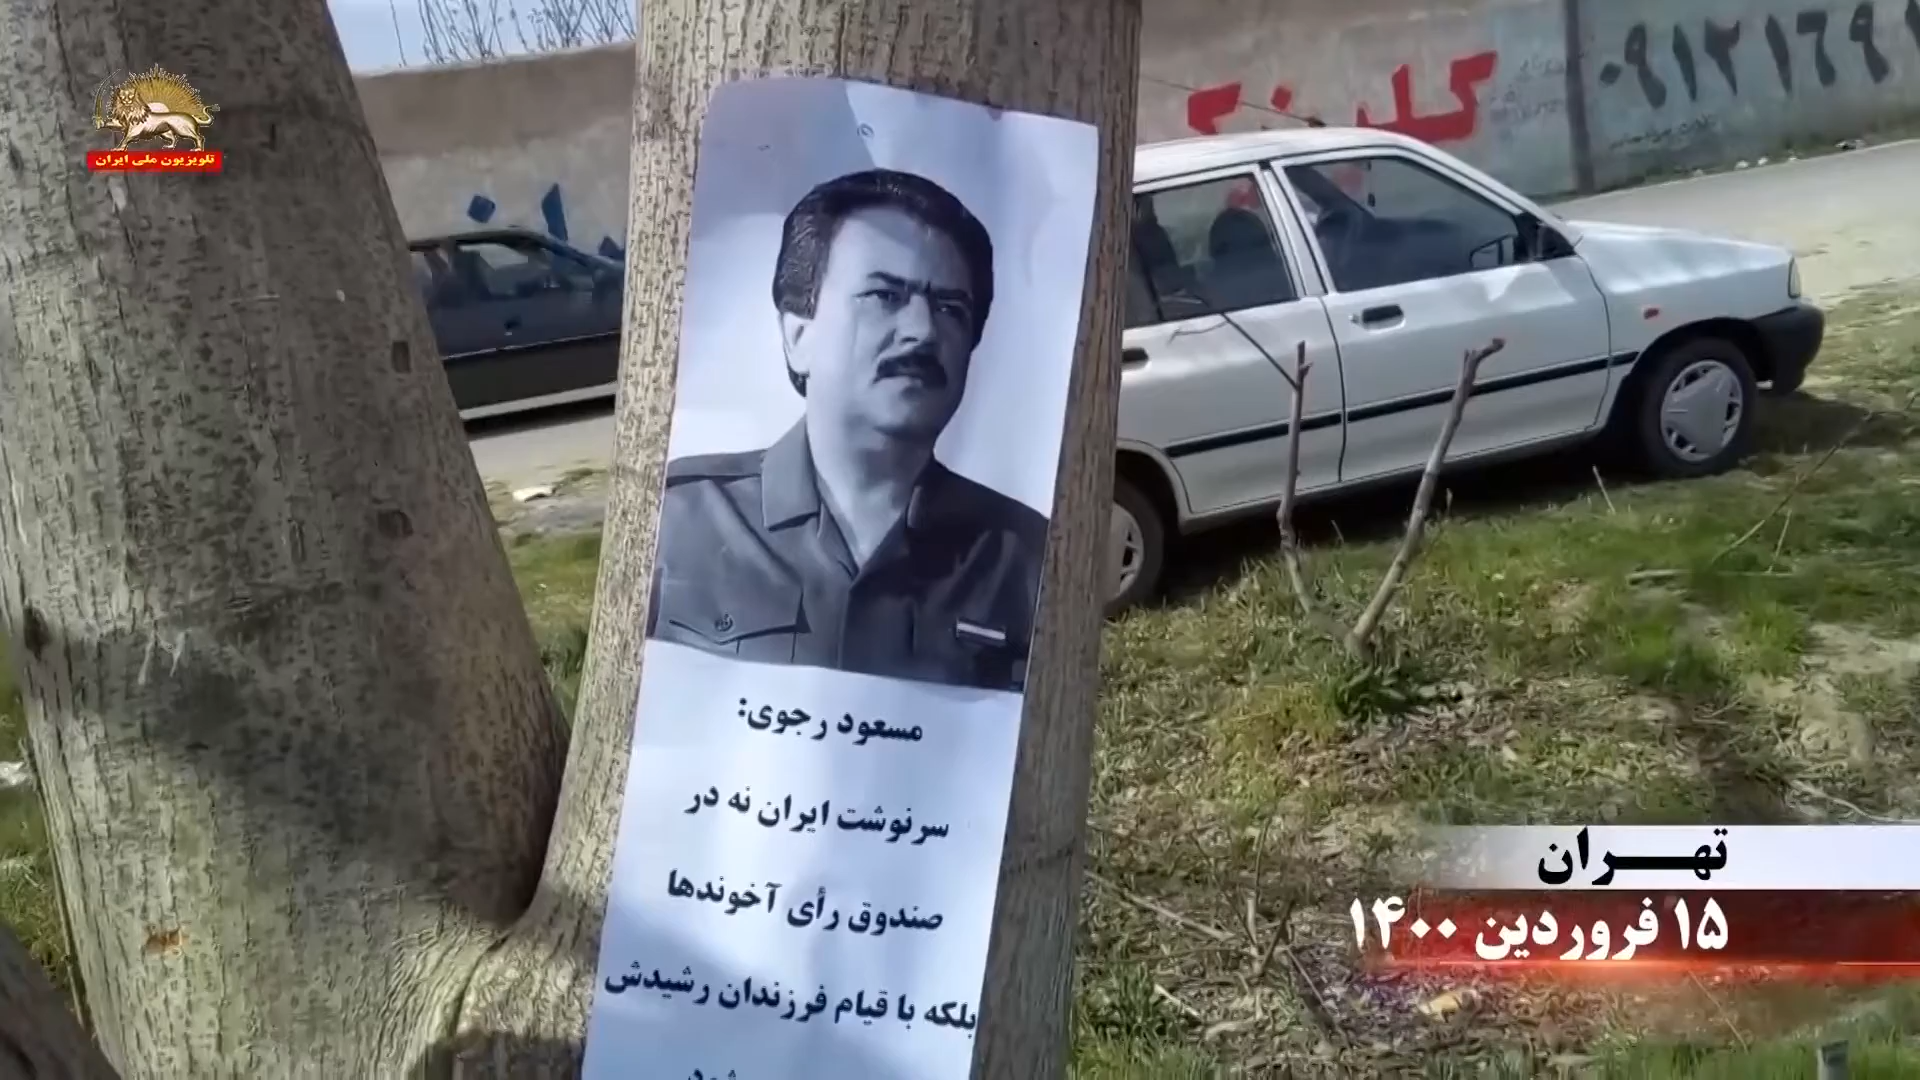 تلویزیون ملی ایران
کلینیک
۰۹۱۲۱۶۹
مسعود رجوی:
سرنوشت ایران نه در
صندوق رأی آخوندها
بلکه با قیام فرزندان رشیدش
تهران
۱۵ فروردین ۱۴۰۰